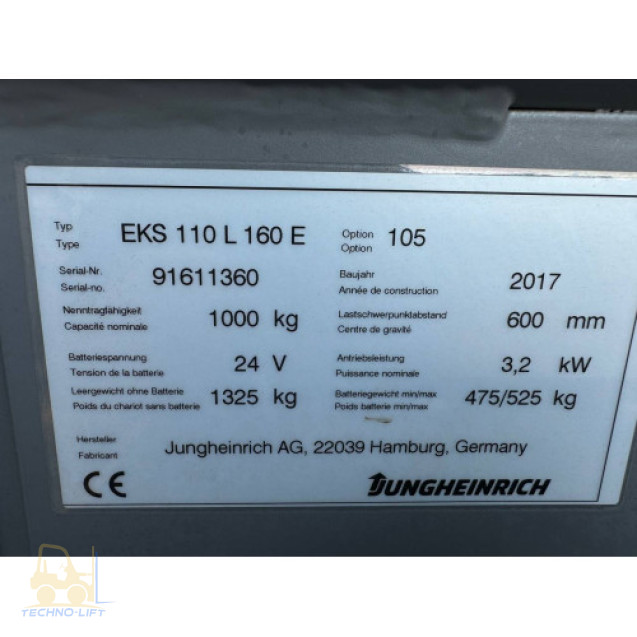 Typ
Type
EKS 110 L 160 E
Option
Option
105
Serial-Nr.
Serial-no.
91611360
Baujahr
Année de construction
2017
Nenntragfähigkeit
Capacité nominale
1000 kg
Lastschwerpunktabstand
Centre de gravité
600 mm
Batteriespannung
Tension de la batterie
24 V
Antriebsleistung
Puissance nominale
3,2 kW
Leergewicht ohne Batterie
Poids du chariot sans batterie
1325 kg
Batteriegewicht min/max
Poids batterie min/max
475/525 kg
Hersteller
Fabricant
Jungheinrich AG, 22039 Hamburg, Germany
CE
JUNGHEINRICH
TECHNO-LIFT